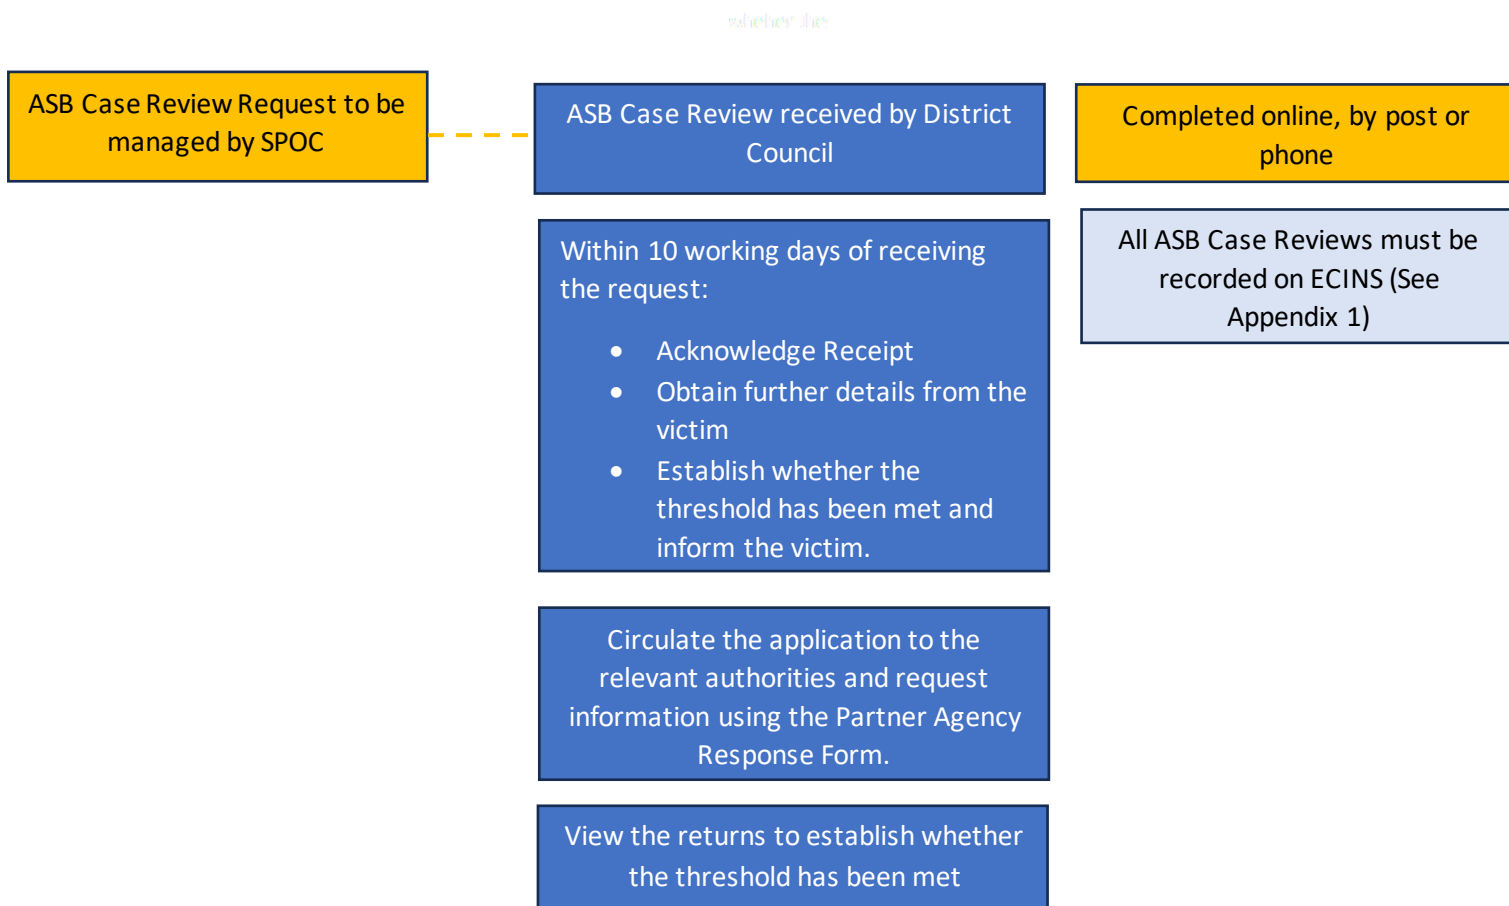 whether the
ASB Case Review Request to be
managed by SPOC
ASB Case Review received by District
Council
Completed online, by post or
phone
All ASB Case Reviews must be
recorded on ECINS (See
Appendix 1)
Within 10 working days of receiving
the request:
• Acknowledge Receipt
• Obtain further details from the
victim
• Establish whether the
threshold has been met and
inform the victim.
Circulate the application to the
relevant authorities and request
information using the Partner Agency
Response Form.
View the returns to establish whether
the threshold has been met